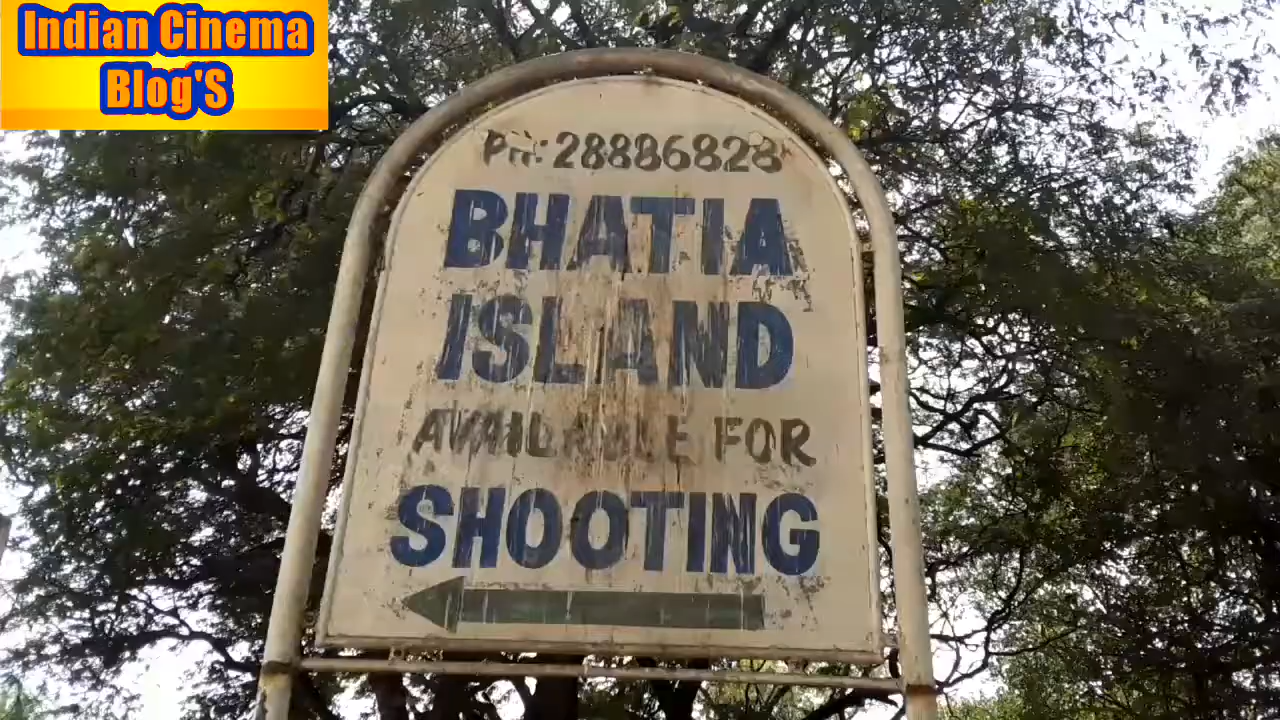 Indian Cinema
Blog'S
PH:28886828
BHATIA
ISLAND
AVAILABLE FOR
SHOOTING